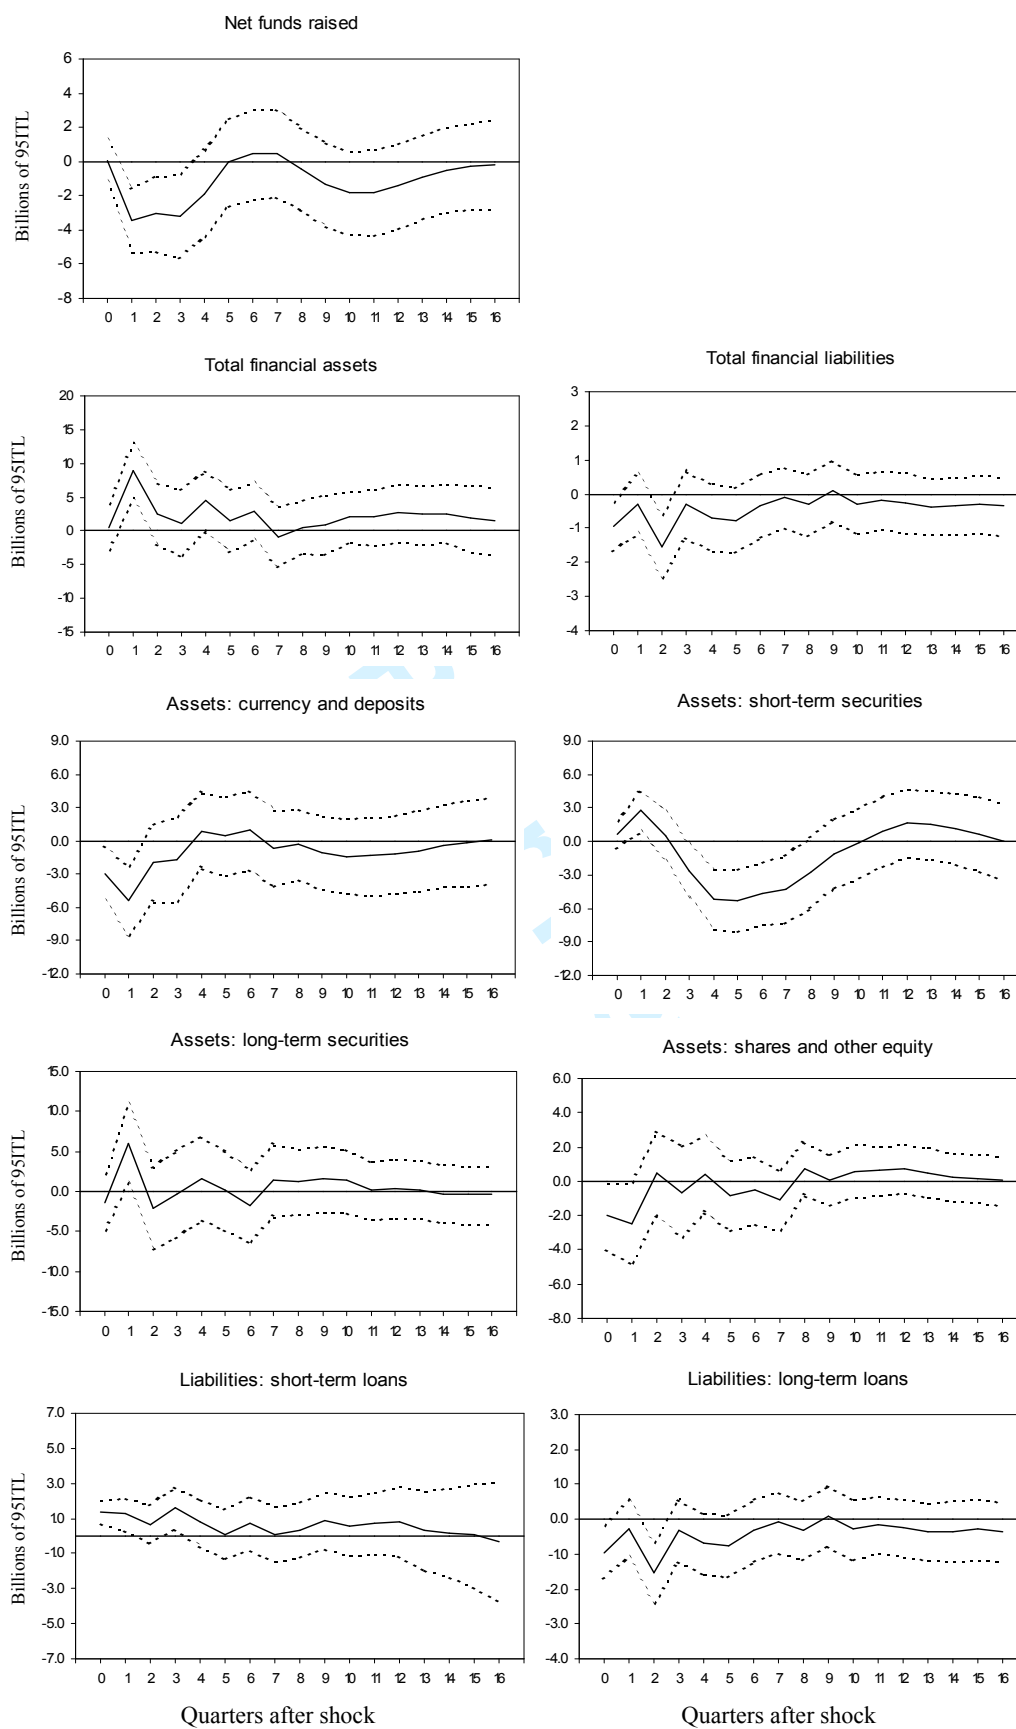 Net funds raised
Billions of 95ITL
6
4
2
0
-2
-4
-6
-8
0 1 2 3 4 5 6 7 8 9 10 11 12 13 14 15 16
Total financial assets
Billions of 95ITL
20
15
10
5
0
-5
-10
-15
0 1 2 3 4 5 6 7 8 9 10 11 12 13 14 15 16
Total financial liabilities
3
2
1
0
-1
-2
-3
-4
0 1 2 3 4 5 6 7 8 9 10 11 12 13 14 15 16
Assets: currency and deposits
Billions of 95ITL
9.0
6.0
3.0
0.0
-3.0
-6.0
-9.0
-12.0
0 1 2 3 4 5 6 7 8 9 10 11 12 13 14 15 16
Assets: short-term securities
9.0
6.0
3.0
0.0
-3.0
-6.0
-9.0
-12.0
0 1 2 3 4 5 6 7 8 9 10 11 12 13 14 15 16
Assets: long-term securities
Billions of 95ITL
15.0
10.0
5.0
0.0
-5.0
-10.0
-15.0
0 1 2 3 4 5 6 7 8 9 10 11 12 13 14 15 16
Assets: shares and other equity
6.0
4.0
2.0
0.0
-2.0
-4.0
-6.0
-8.0
0 1 2 3 4 5 6 7 8 9 10 11 12 13 14 15 16
Liabilities: short-term loans
Billions of 95ITL
7.0
5.0
3.0
1.0
-1.0
-3.0
-5.0
-7.0
0 1 2 3 4 5 6 7 8 9 10 11 12 13 14 15 16
Quarters after shock
Liabilities: long-term loans
3.0
2.0
1.0
0.0
-1.0
-2.0
-3.0
-4.0
0 1 2 3 4 5 6 7 8 9 10 11 12 13 14 15 16
Quarters after shock